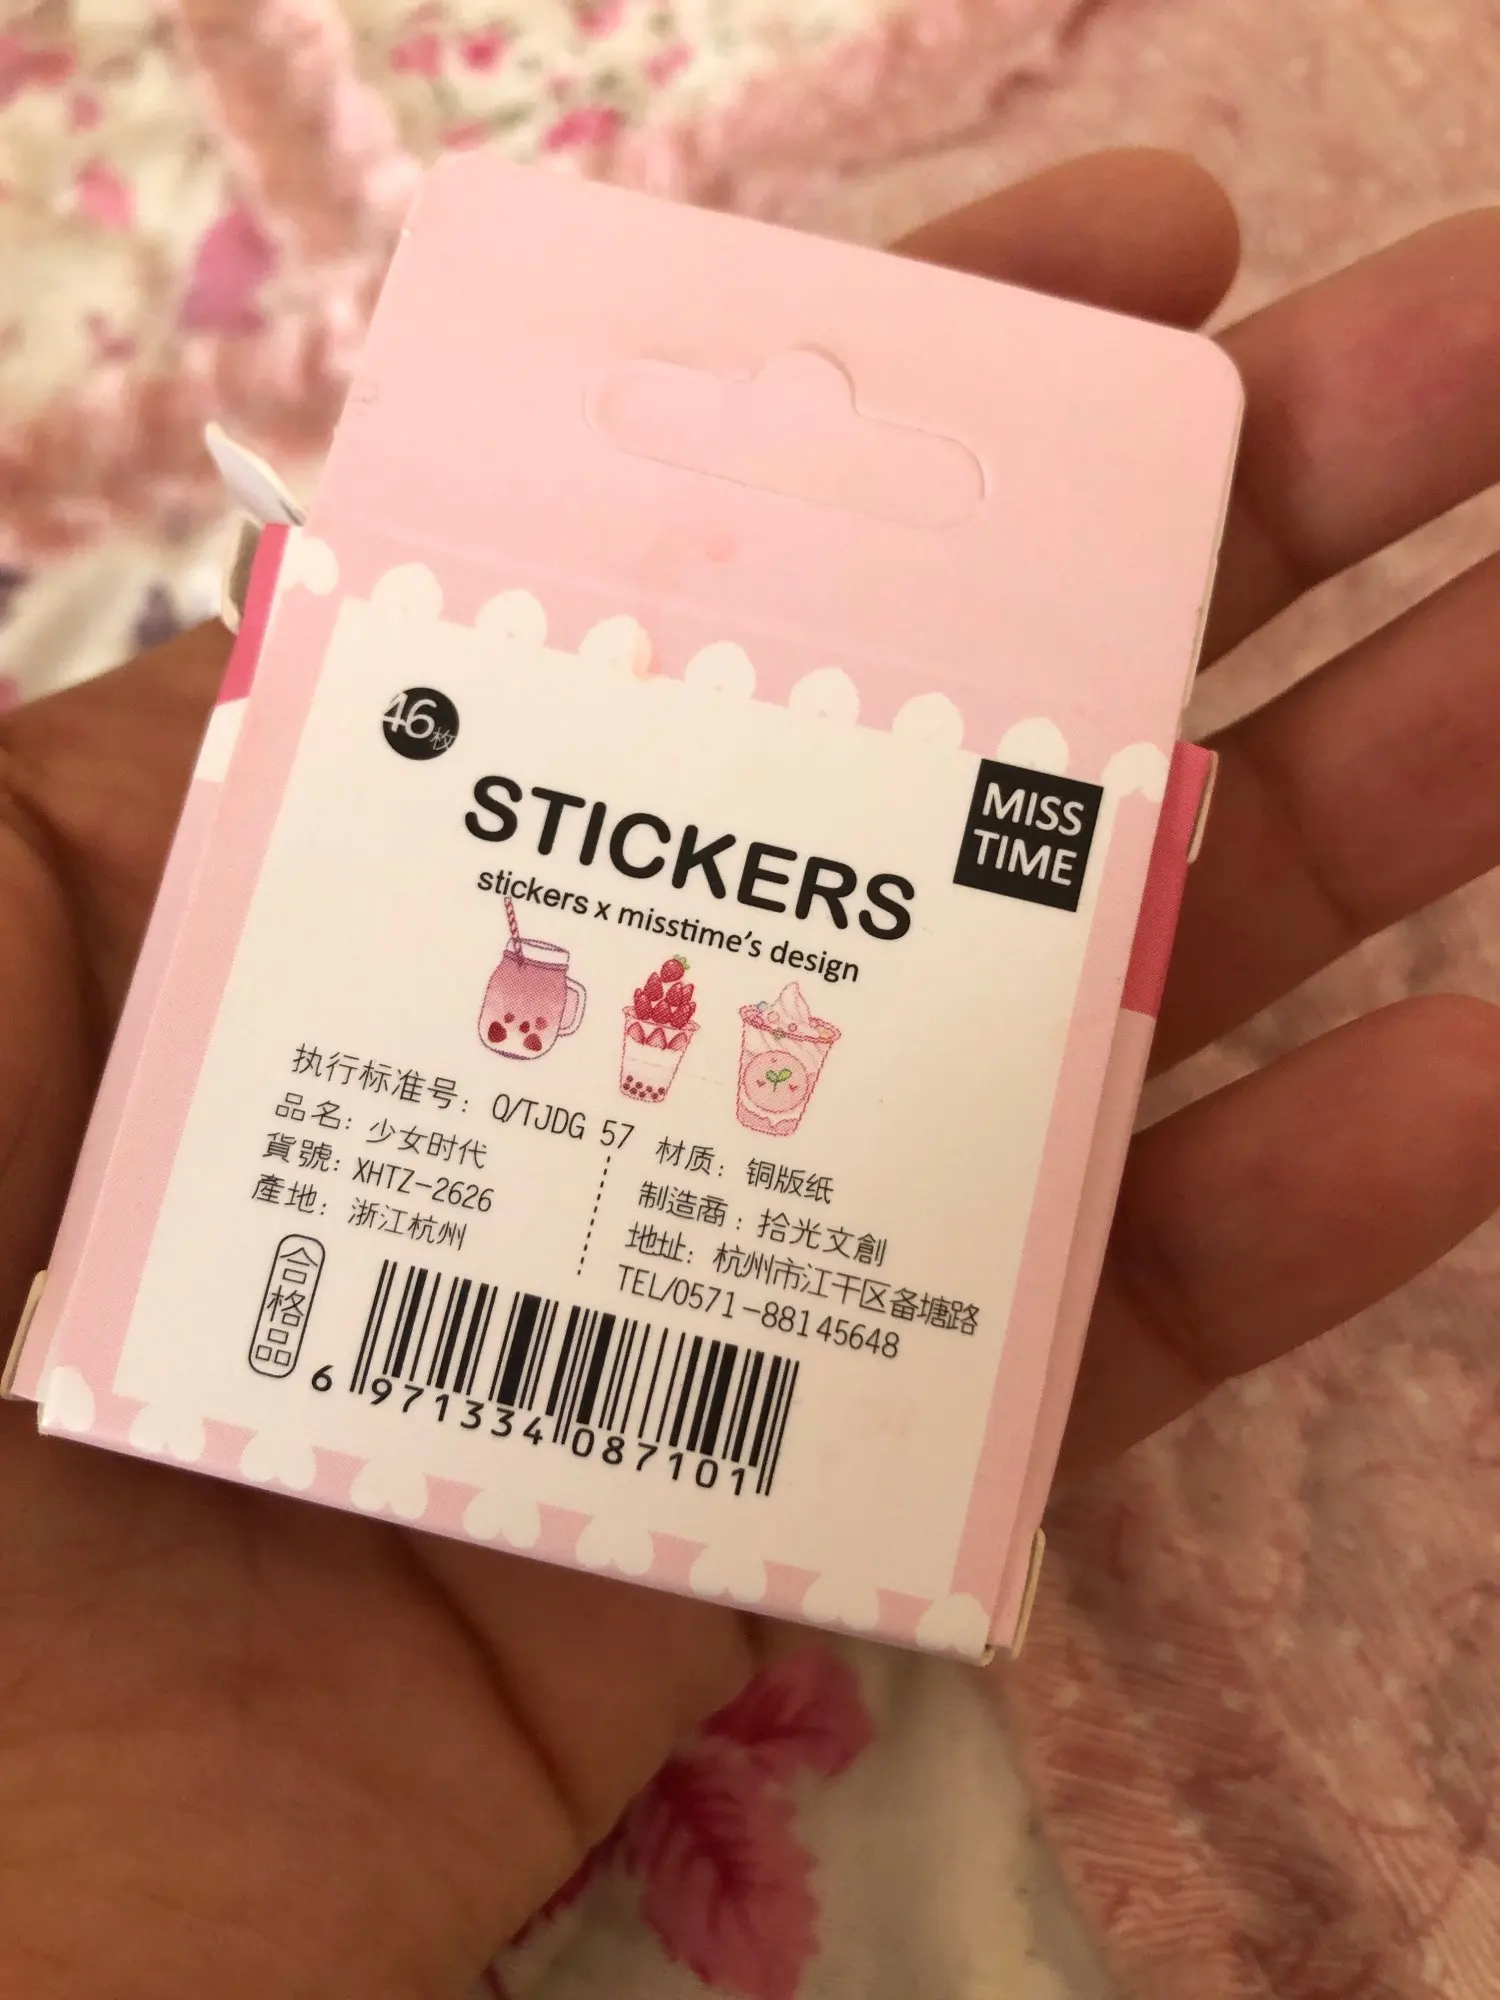 46枚
STICKERS
MISS
TIME
stickers x misstime's design
执行标准号: Q/TJDG 57
品名: 少女时代
貨號: XHTZ-2626
產地: 浙江杭州
材质: 铜版纸
制造商: 拾光文創
地址: 杭州市江干区备塘路
TEL/0571-88145648
合格品
6 971334 087101